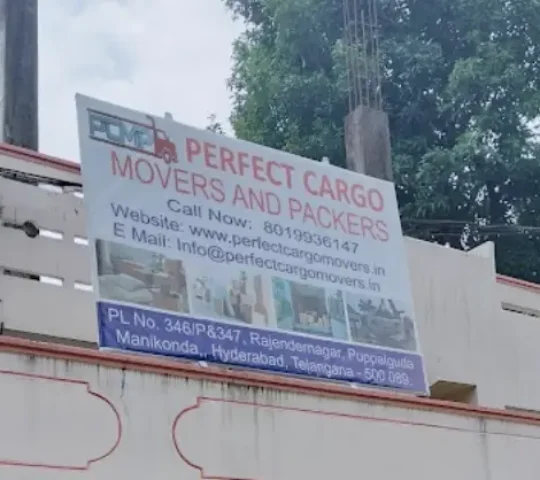 PCMP
PERFECT CARGO
MOVERS AND PACKERS
Call Now: 8019936147
Website: www.perfectcargomovers.in
E Mail: Info@perfectcargomovers.in
PL No. 346/P&347, Rajendernagar, Puppalguda
Manikonda,, Hyderabad, Telangana - 500 089.